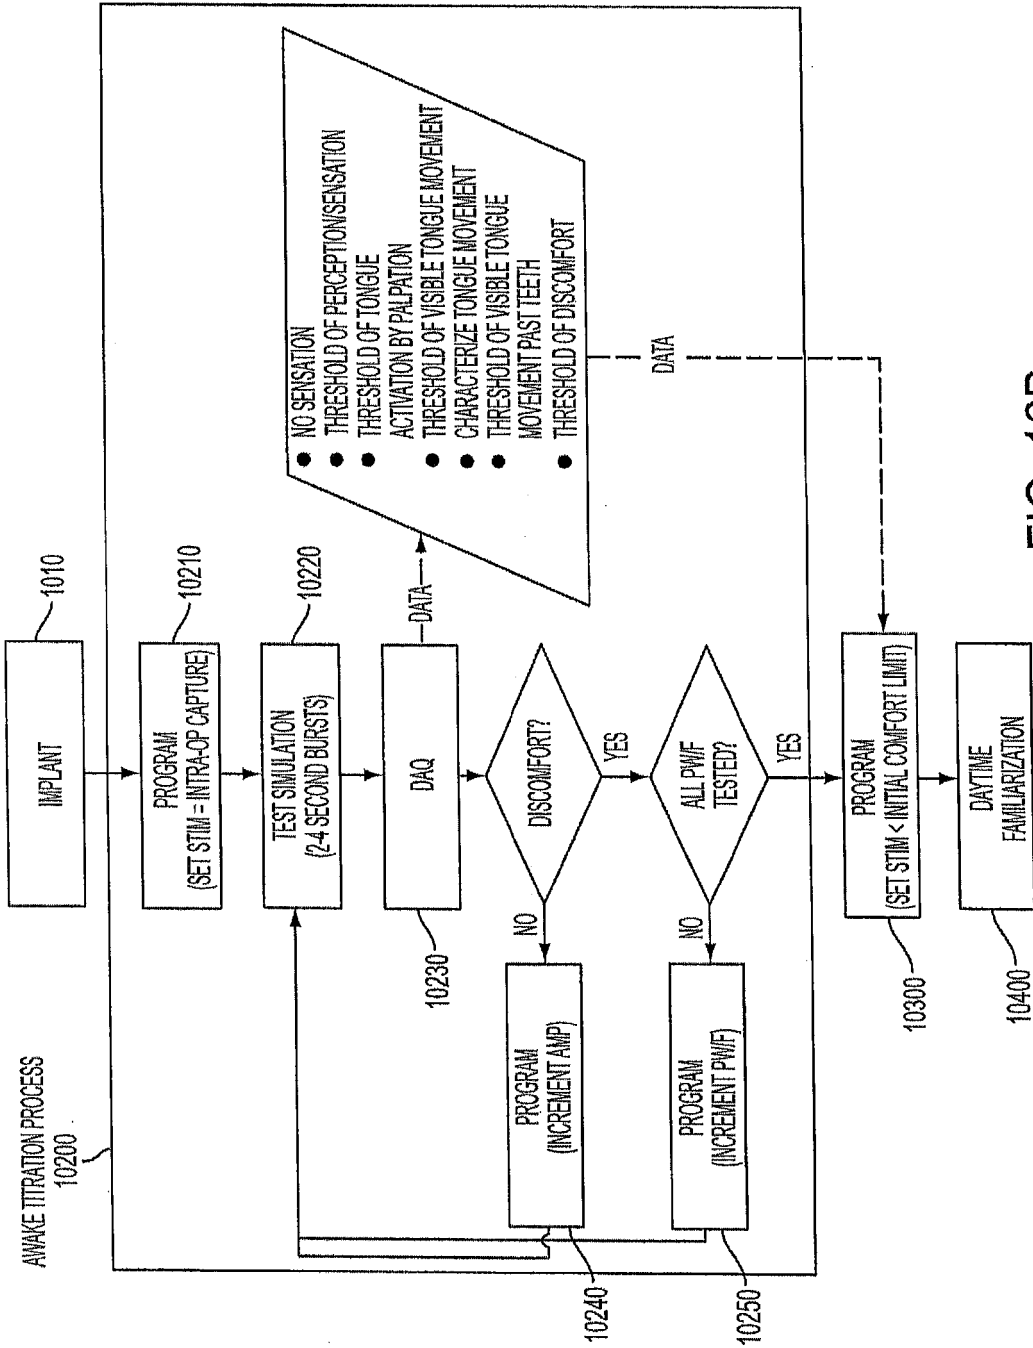 AWAKE TITRATION PROCESS
10200
IMPLANT
1010
PROGRAM
(SET STIM = INTRA-OP CAPTURE)
10210
TEST SIMULATION
(2-4 SECOND BURSTS)
10220
DAQ
10230
DATA
● NO SENSATION
● THRESHOLD OF PERCEPTION/SENSATION
● THRESHOLD OF TONGUE
ACTIVATION BY PALPATION
● THRESHOLD OF VISIBLE TONGUE MOVEMENT
● CHARACTERIZE TONGUE MOVEMENT
● THRESHOLD OF VISIBLE TONGUE
MOVEMENT PAST TEETH
● THRESHOLD OF DISCOMFORT
DATA
DISCOMFORT?
NO
YES
PROGRAM
(INCREMENT AMP)
10240
ALL PW/F
TESTED?
NO
YES
PROGRAM
(INCREMENT PW/F)
10250
PROGRAM
(SET STIM < INITIAL COMFORT LIMIT)
10300
DAYTIME
FAMILIARIZATION
10400